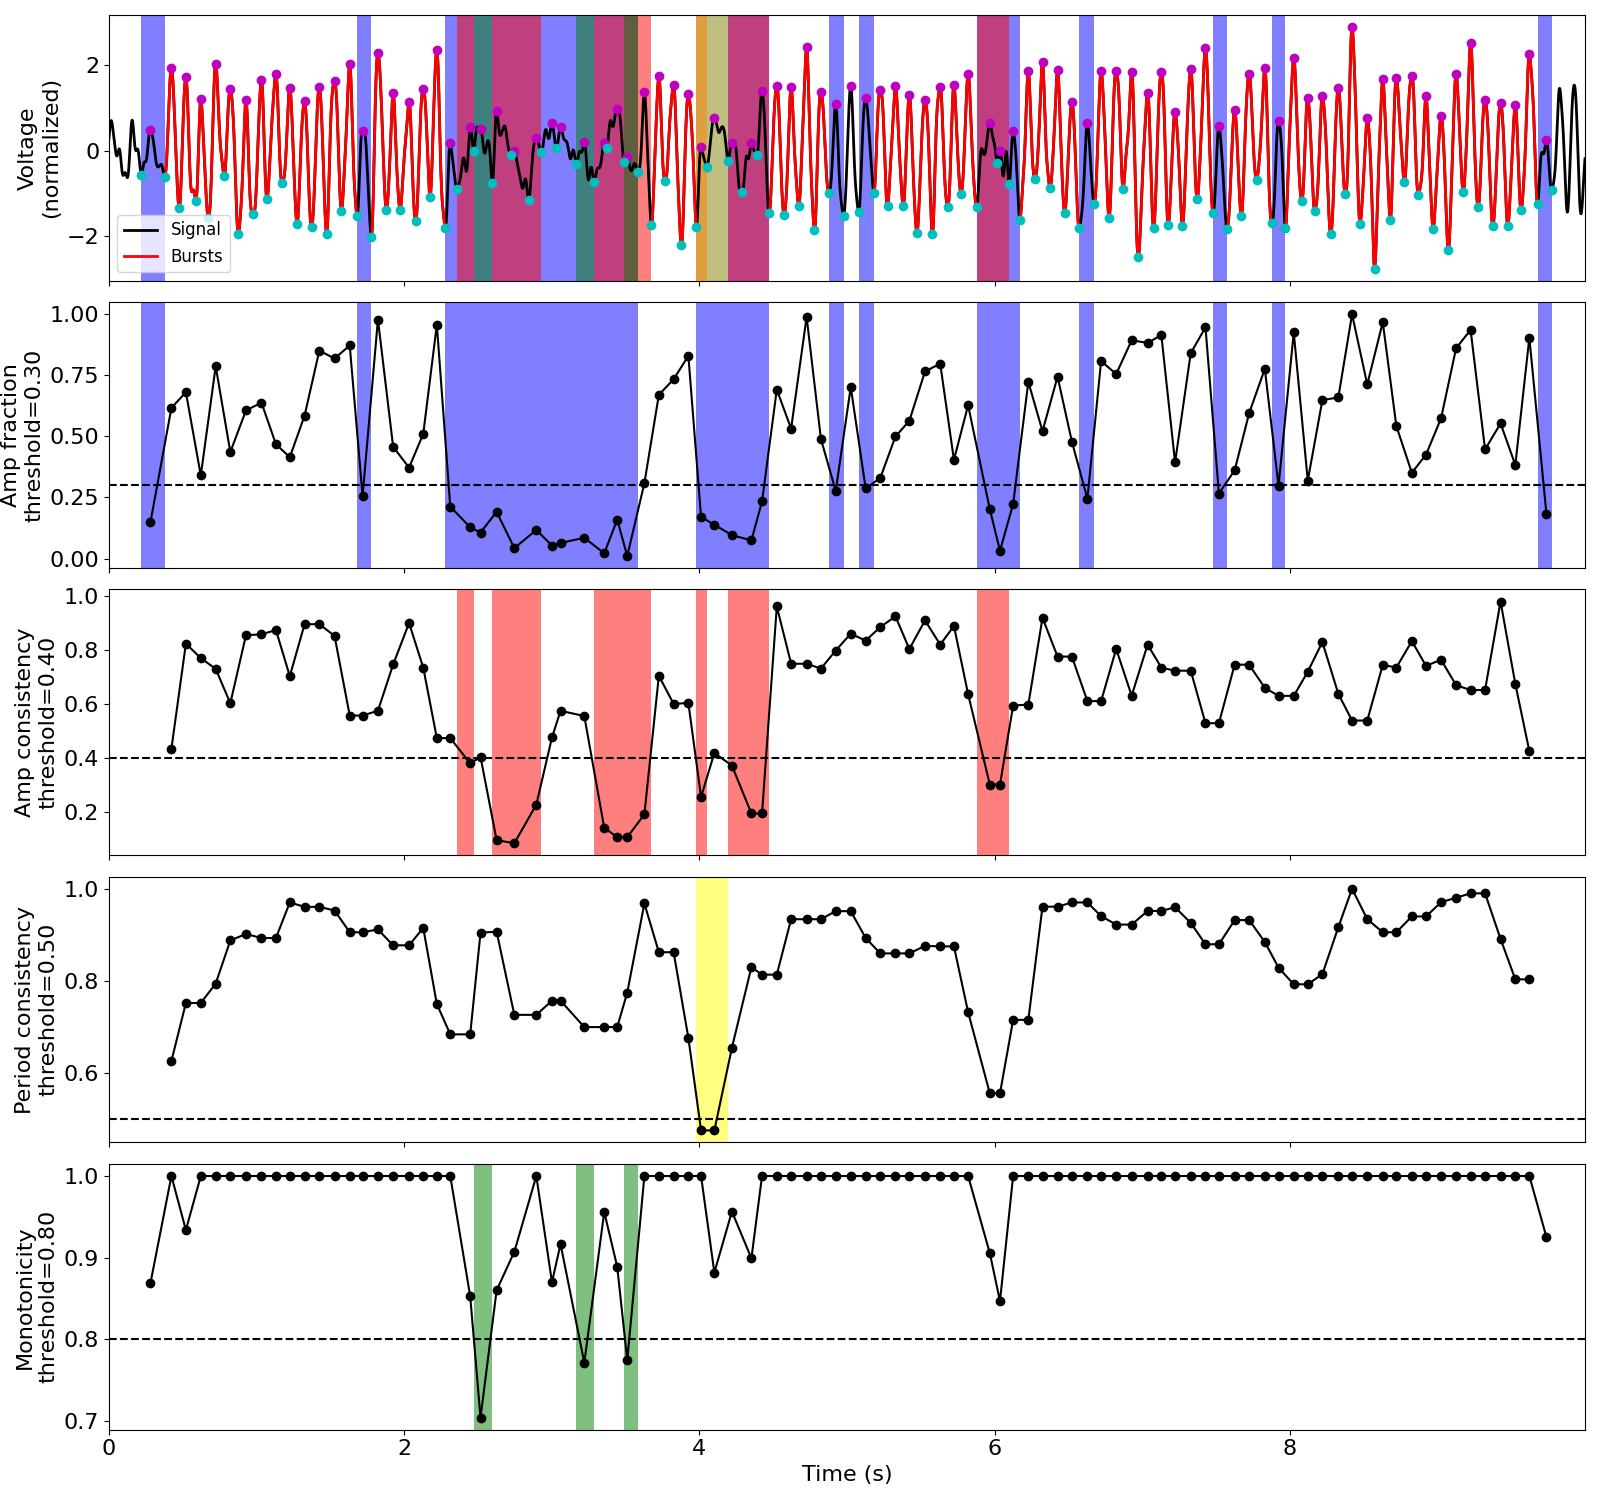 Voltage
(normalized)
2
0
−2
Signal
Bursts
Amp fraction
threshold=0.30
1.00
0.75
0.50
0.25
0.00
Amp consistency
threshold=0.40
1.0
0.8
0.6
0.4
0.2
Period consistency
threshold=0.50
1.0
0.8
0.6
Monotonicity
threshold=0.80
1.0
0.9
0.8
0.7
0 2 4 6 8
Time (s)